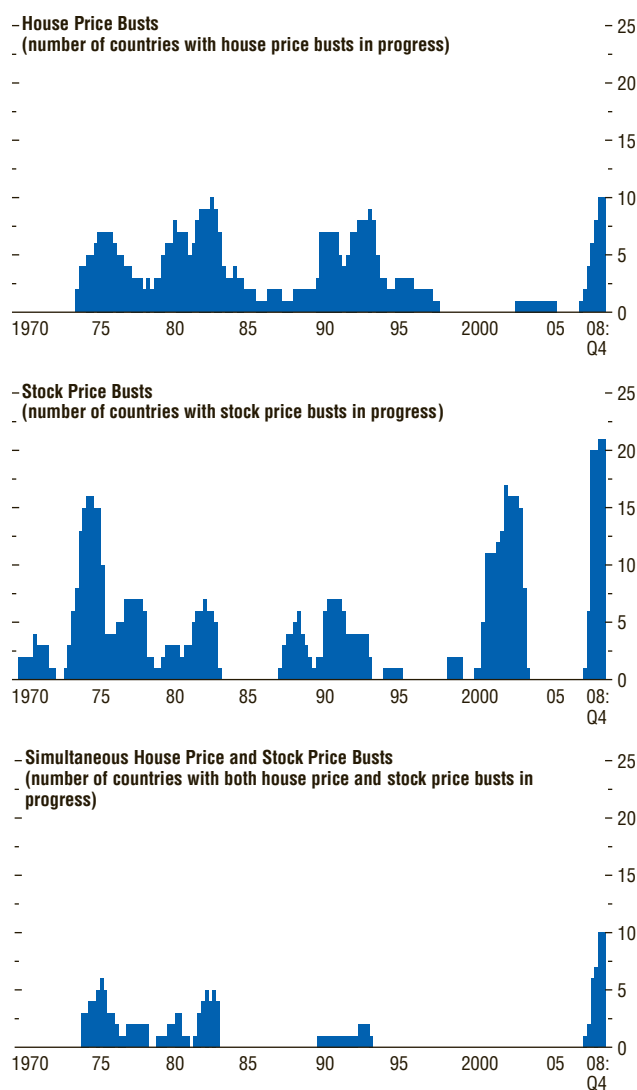 House Price Busts
(number of countries with house price busts in progress)
25
20
15
10
5
0
1970 75 80 85 90 95 2000 05 08:
Q4
Stock Price Busts
(number of countries with stock price busts in progress)
25
20
15
10
5
0
1970 75 80 85 90 95 2000 05 08:
Q4
Simultaneous House Price and Stock Price Busts
(number of countries with both house price and stock price busts in
progress)
25
20
15
10
5
0
1970 75 80 85 90 95 2000 05 08:
Q4